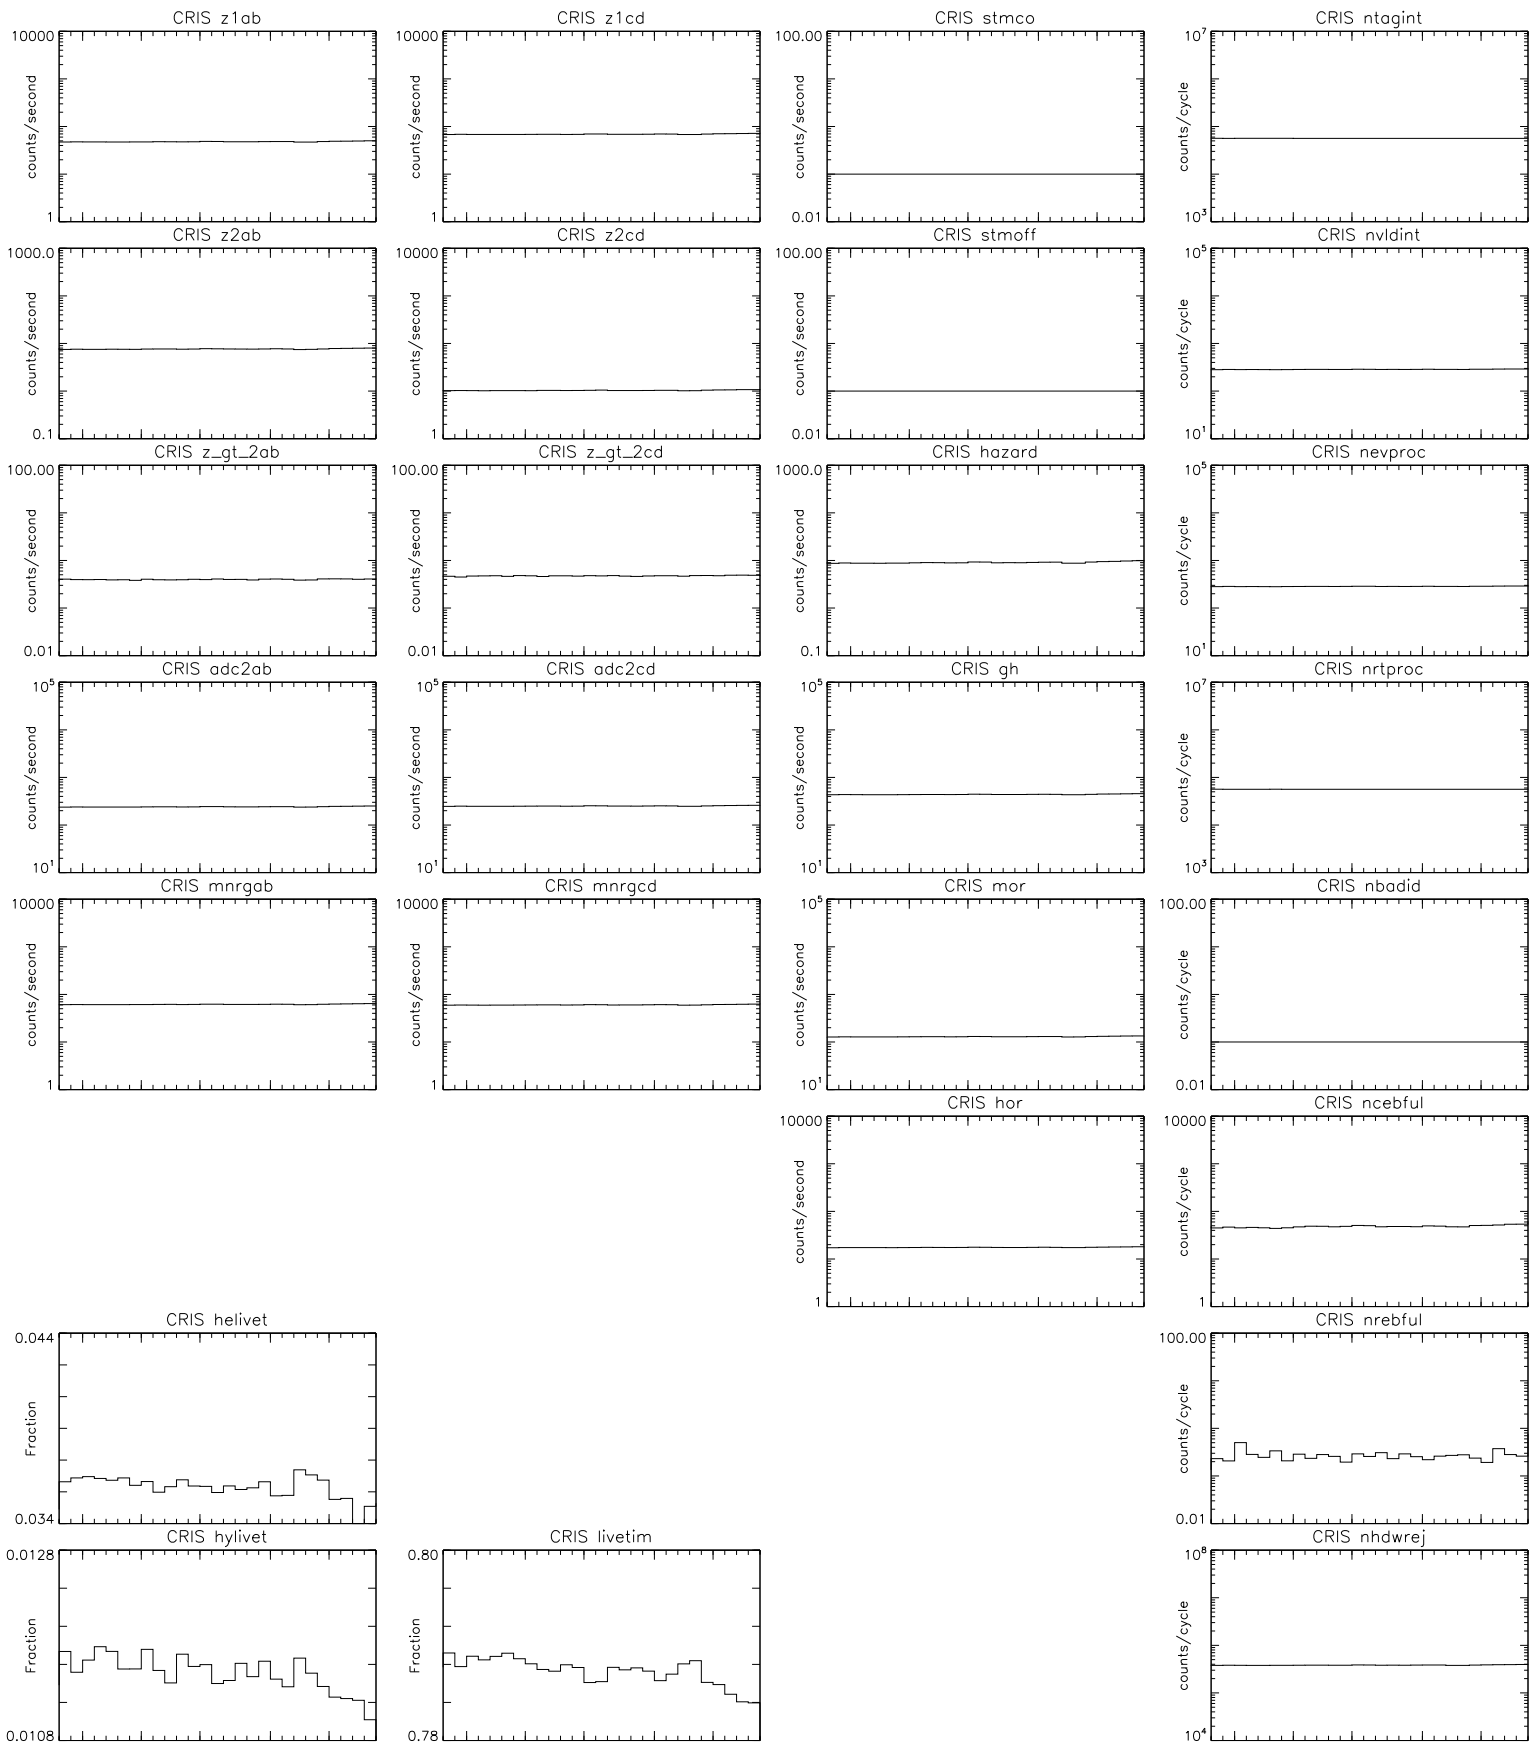 CRIS z1ab
CRIS z1cd
CRIS stmco
CRIS ntagint
10000
counts/second
1
10000
counts/second
1
100.00
counts/second
0.01
10⁷
counts/cycle
10³
CRIS z2ab
CRIS z2cd
CRIS stmoff
CRIS nvldint
1000.0
counts/second
0.1
10000
counts/second
1
100.00
counts/second
0.01
10⁵
counts/cycle
10¹
CRIS z_gt_2ab
CRIS z_gt_2cd
CRIS hazard
CRIS nevproc
100.00
counts/second
0.01
100.00
counts/second
0.01
1000.0
counts/second
0.1
10⁵
counts/cycle
10¹
CRIS adc2ab
CRIS adc2cd
CRIS gh
CRIS nrtproc
10⁵
counts/second
10¹
10⁵
counts/second
10¹
10⁵
counts/second
10¹
10⁷
counts/cycle
10³
CRIS mnrgab
CRIS mnrgcd
CRIS mor
CRIS nbadid
10000
counts/second
1
10000
counts/second
1
10⁵
counts/second
10¹
100.00
counts/cycle
0.01
CRIS hor
CRIS ncebful
10000
counts/second
1
10000
counts/cycle
1
CRIS helivet
CRIS nrebful
0.044
Fraction
0.034
100.00
counts/cycle
0.01
CRIS hylivet
CRIS livetim
CRIS nhdwrej
0.0128
Fraction
0.0108
0.80
Fraction
0.78
10⁸
counts/cycle
10⁴